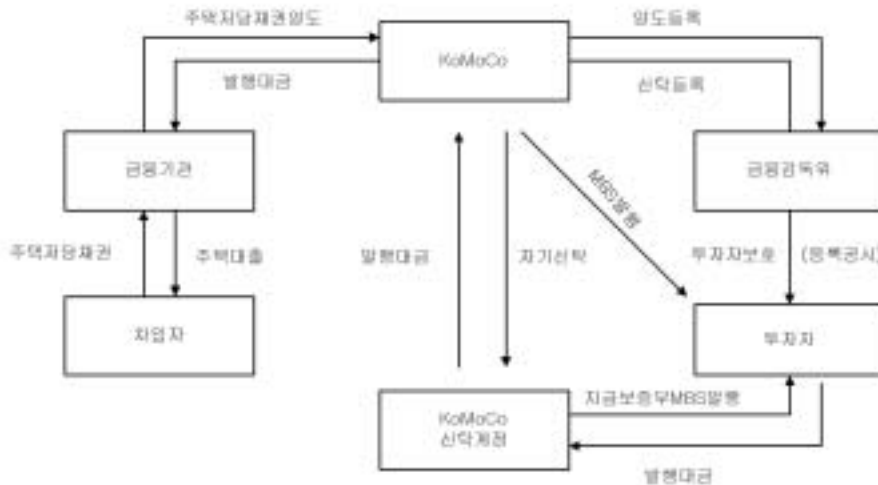 주택저당채권양도
양도등록
KoMoCo
발행대금
신탁등록
금융기관
금융감독위
MBS발행
주택저당채권
주택대출
발행대금
자기신탁
투자자보호
(등록공시)
차입자
투자자
지급보증부MBS발행
KoMoCo
신탁계정
발행대금